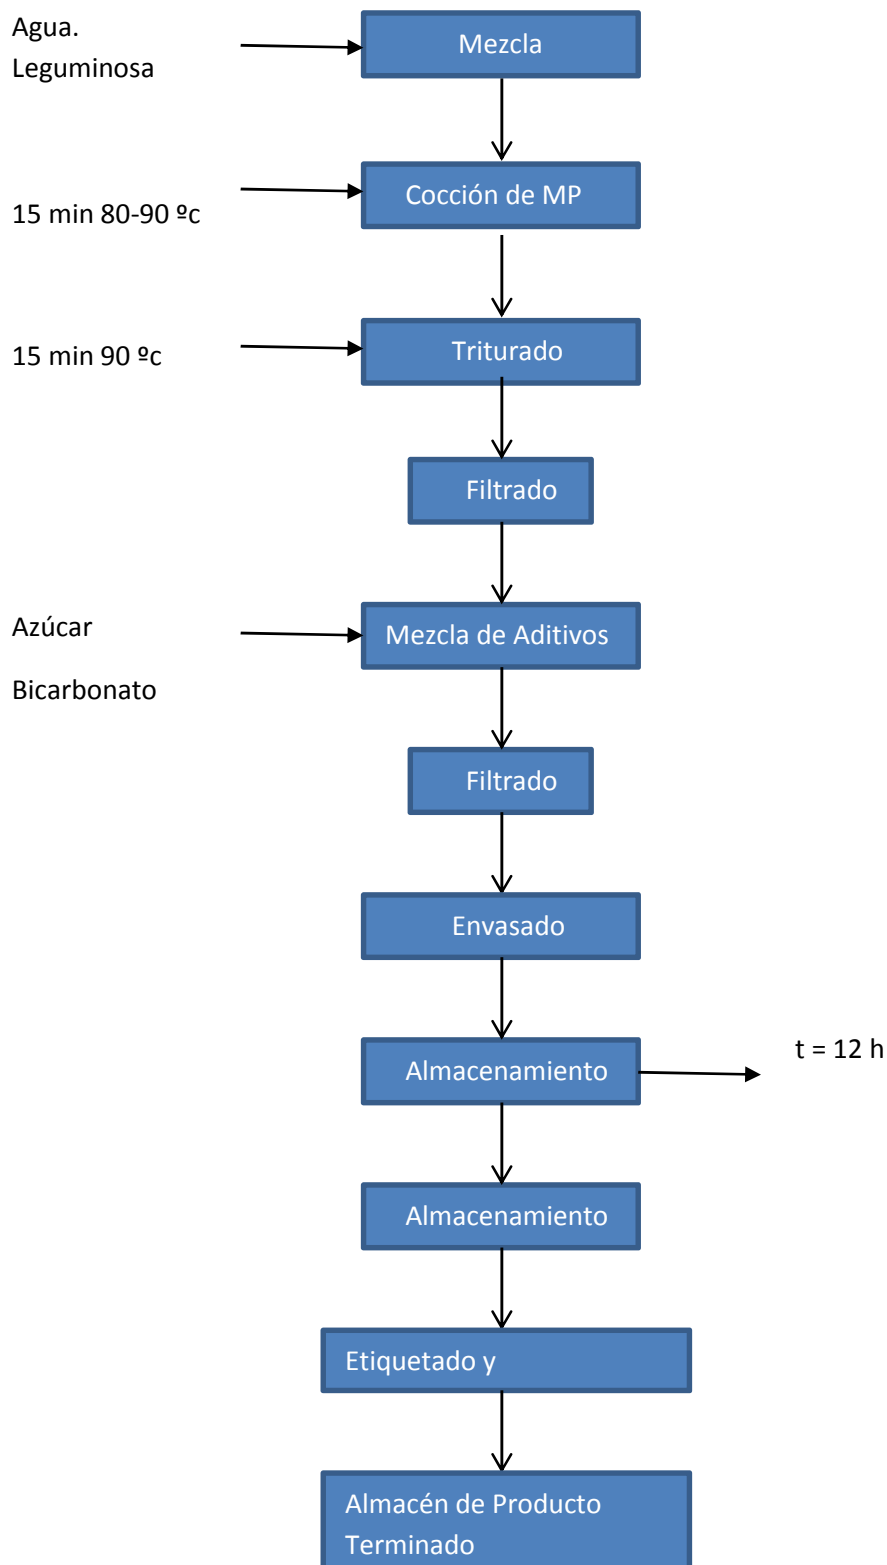 Agua.
Leguminosa
Mezcla
15 min 80-90 ºc
Cocción de MP
15 min 90 ºc
Triturado
Filtrado
Azúcar
Bicarbonato
Mezcla de Aditivos
Filtrado
Envasado
Almacenamiento
t = 12 h
Almacenamiento
Etiquetado y
Almacén de Producto
Terminado